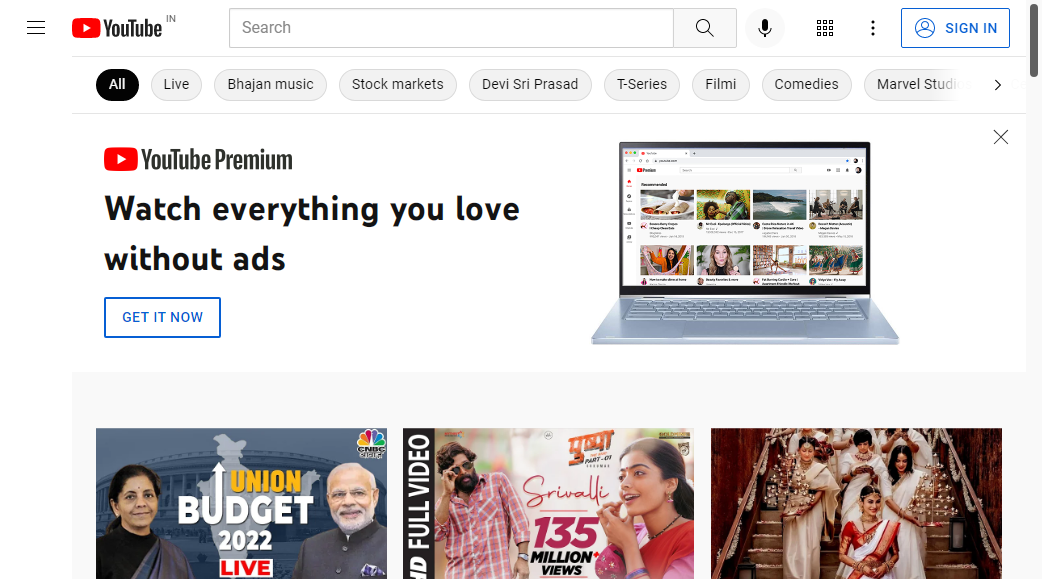 YouTube IN
Search
SIGN IN
All
Live
Bhajan music
Stock markets
Devi Sri Prasad
T-Series
Filmi
Comedies
Marvel Studi
YouTube Premium
Watch everything you love
without ads
GET IT NOW
Recommended
CNBC
आवाज़
UNION
BUDGET
2022
LIVE
HD FULL VIDEO
पुष्पा
PART-01
Srivalli
135
MILLION+
VIEWS